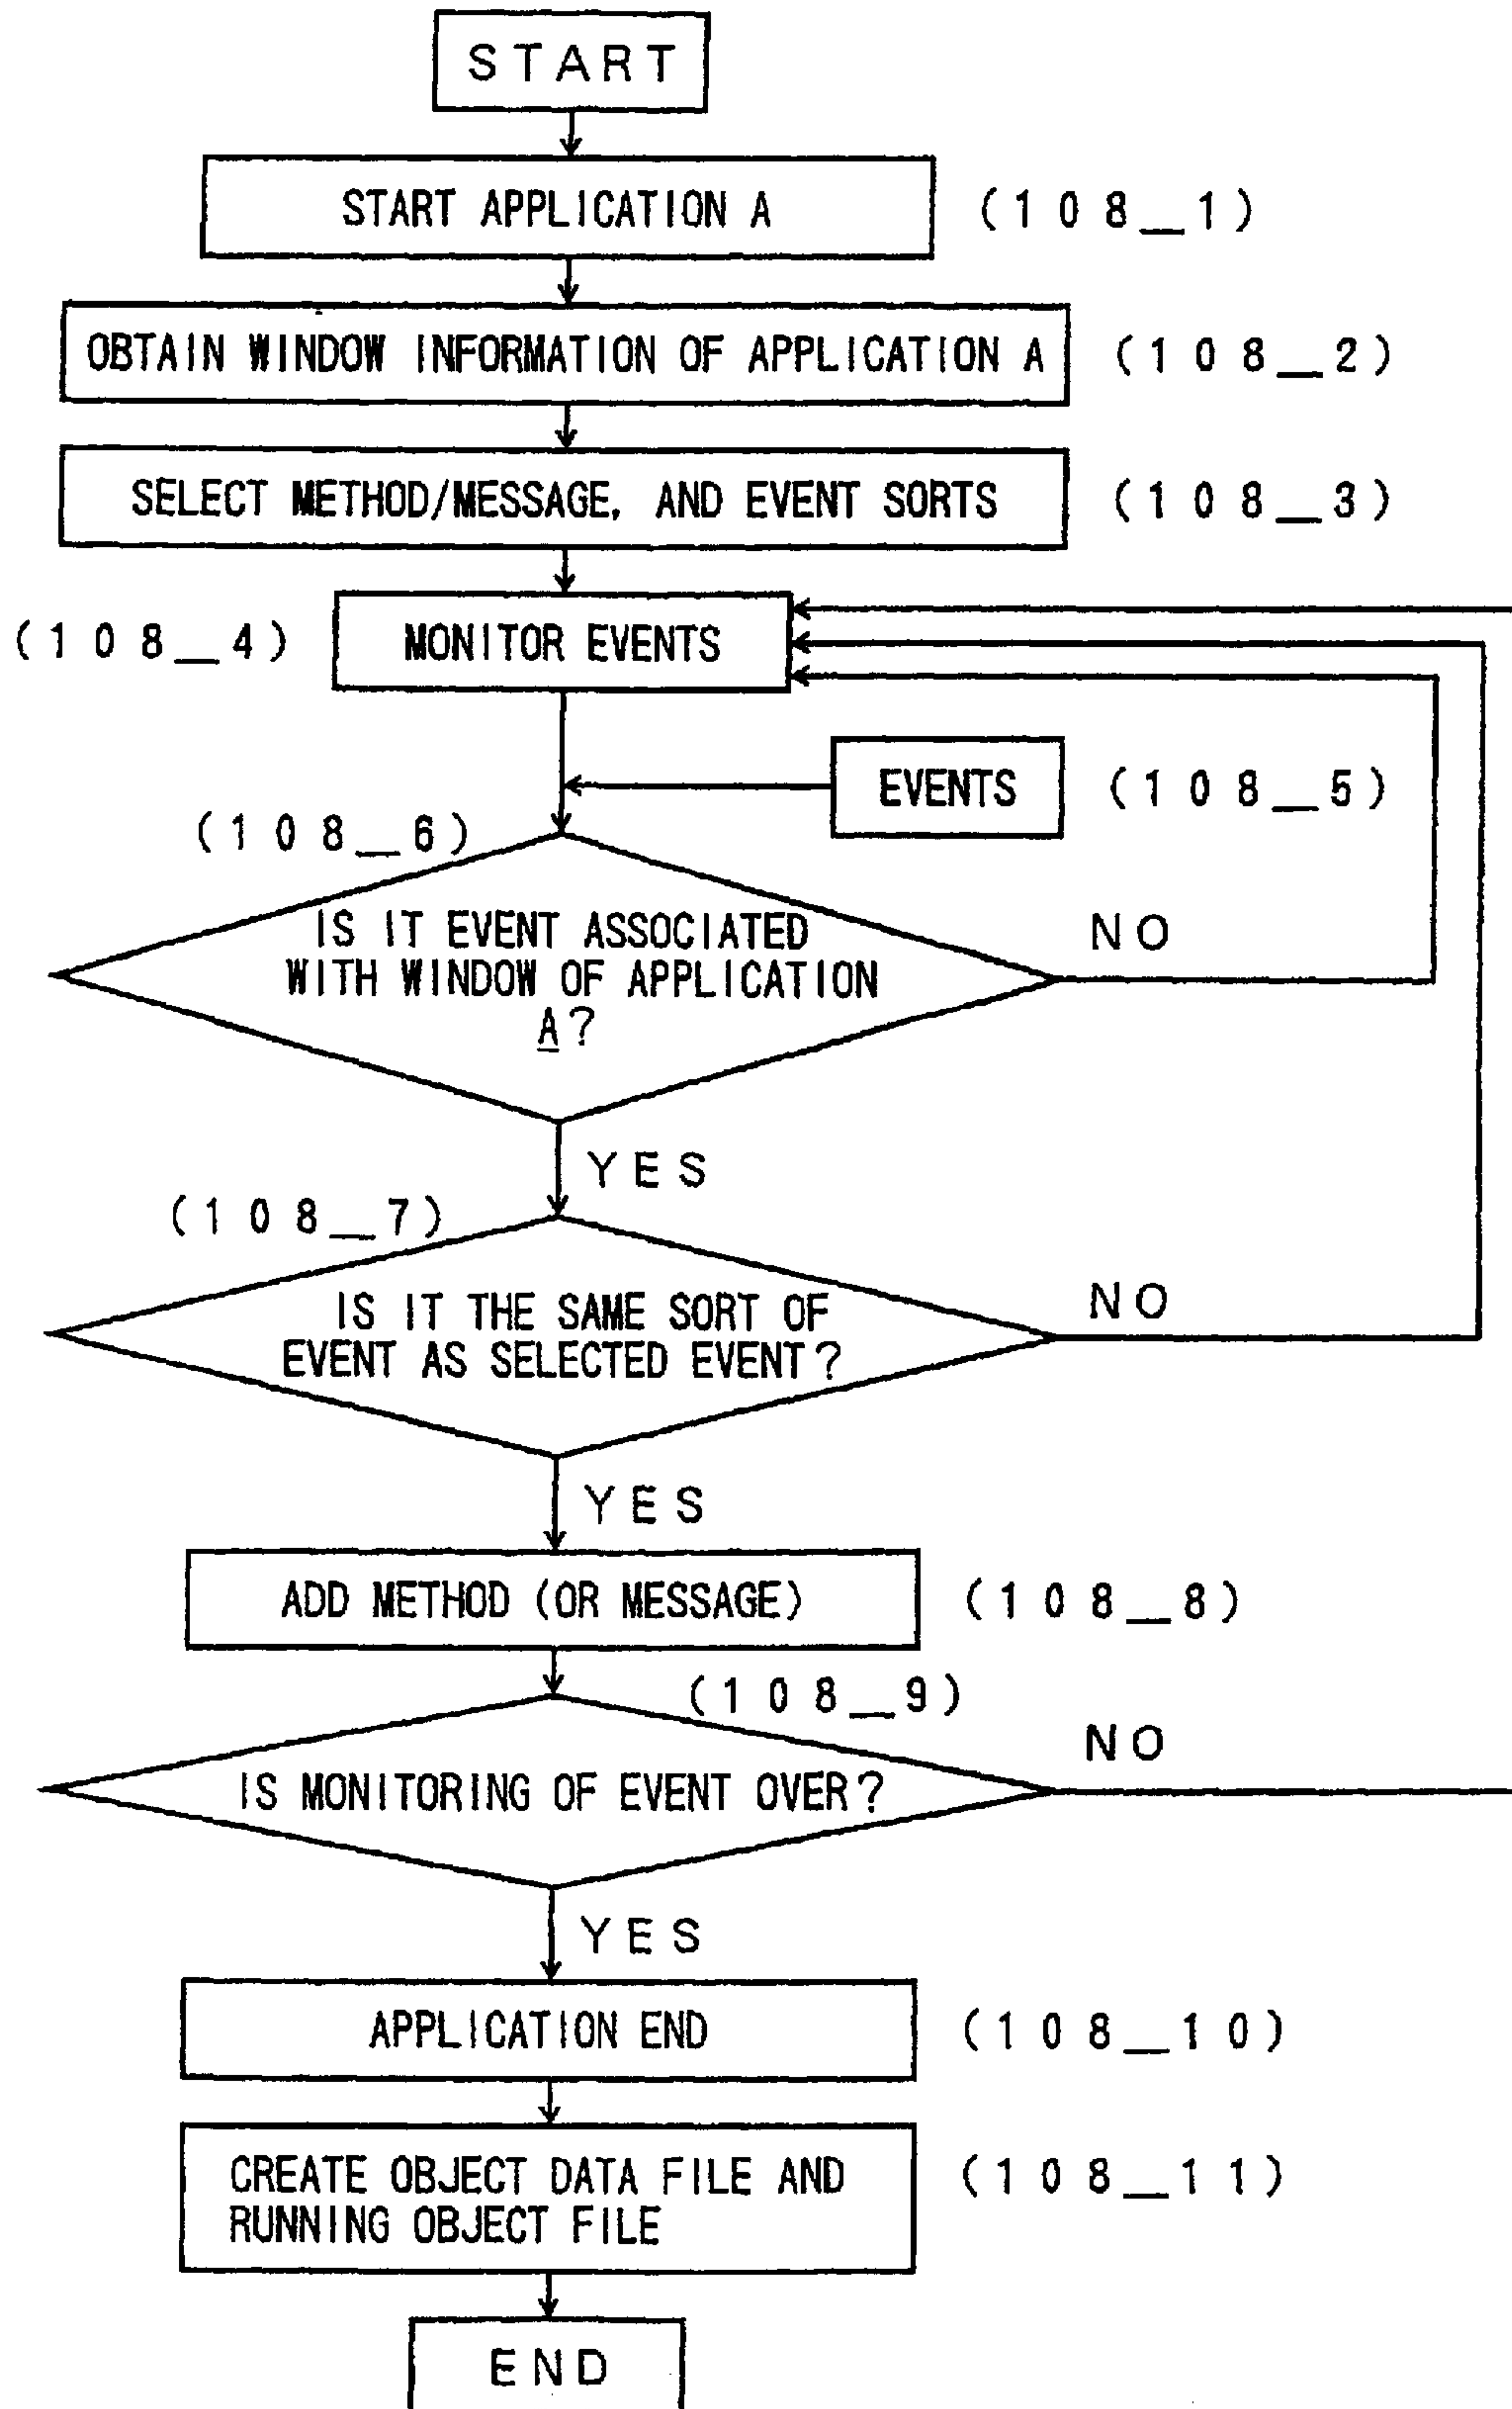 START
START APPLICATION A
(108_1)
OBTAIN WINDOW INFORMATION OF APPLICATION A
(108_2)
SELECT METHOD/MESSAGE, AND EVENT SORTS
(108_3)
(108_4)
MONITOR EVENTS
EVENTS
(108_5)
(108_6)
IS IT EVENT ASSOCIATED
WITH WINDOW OF APPLICATION
A?
NO
YES
(108_7)
IS IT THE SAME SORT OF
EVENT AS SELECTED EVENT?
NO
YES
ADD METHOD (OR MESSAGE)
(108_8)
(108_9)
IS MONITORING OF EVENT OVER?
NO
YES
APPLICATION END
(108_10)
CREATE OBJECT DATA FILE AND
RUNNING OBJECT FILE
(108_11)
END